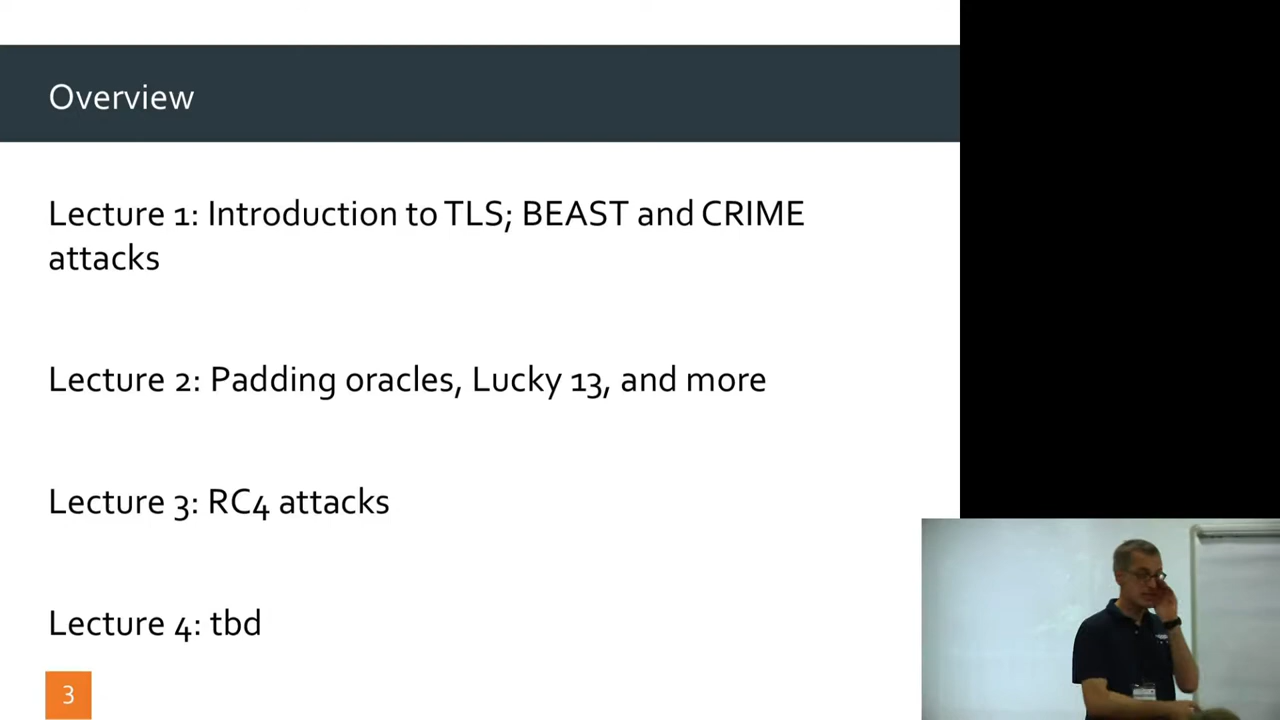 Overview
Lecture 1: Introduction to TLS; BEAST and CRIME
attacks
Lecture 2: Padding oracles, Lucky 13, and more
Lecture 3: RC4 attacks
Lecture 4: tbd
3